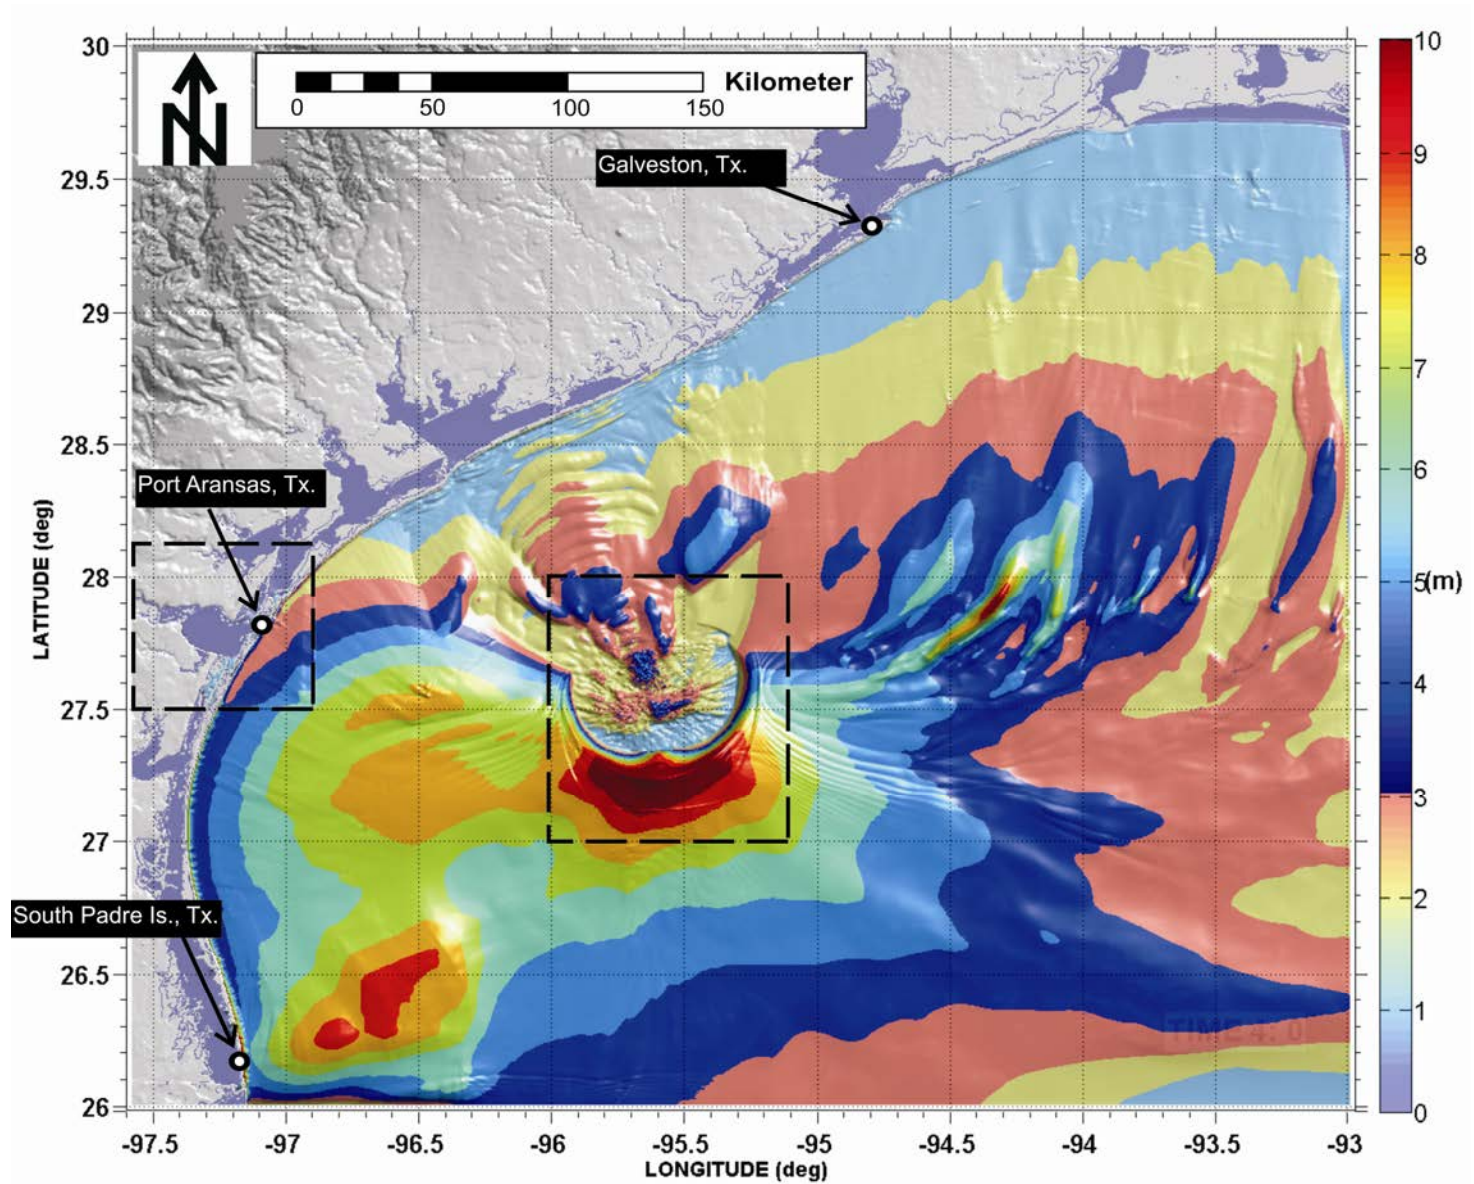 30
29.5
29
28.5
28
27.5
27
26.5
26
LATITUDE (deg)
N
Kilometer
0 50 100 150
Galveston, Tx.
Port Aransas, Tx.
South Padre Is., Tx.
TIME 4: 0
-97.5 -97 -96.5 -96 -95.5 -95 -94.5 -94 -93.5 -93
LONGITUDE (deg)
10
9
8
7
6
5(m)
4
3
2
1
0